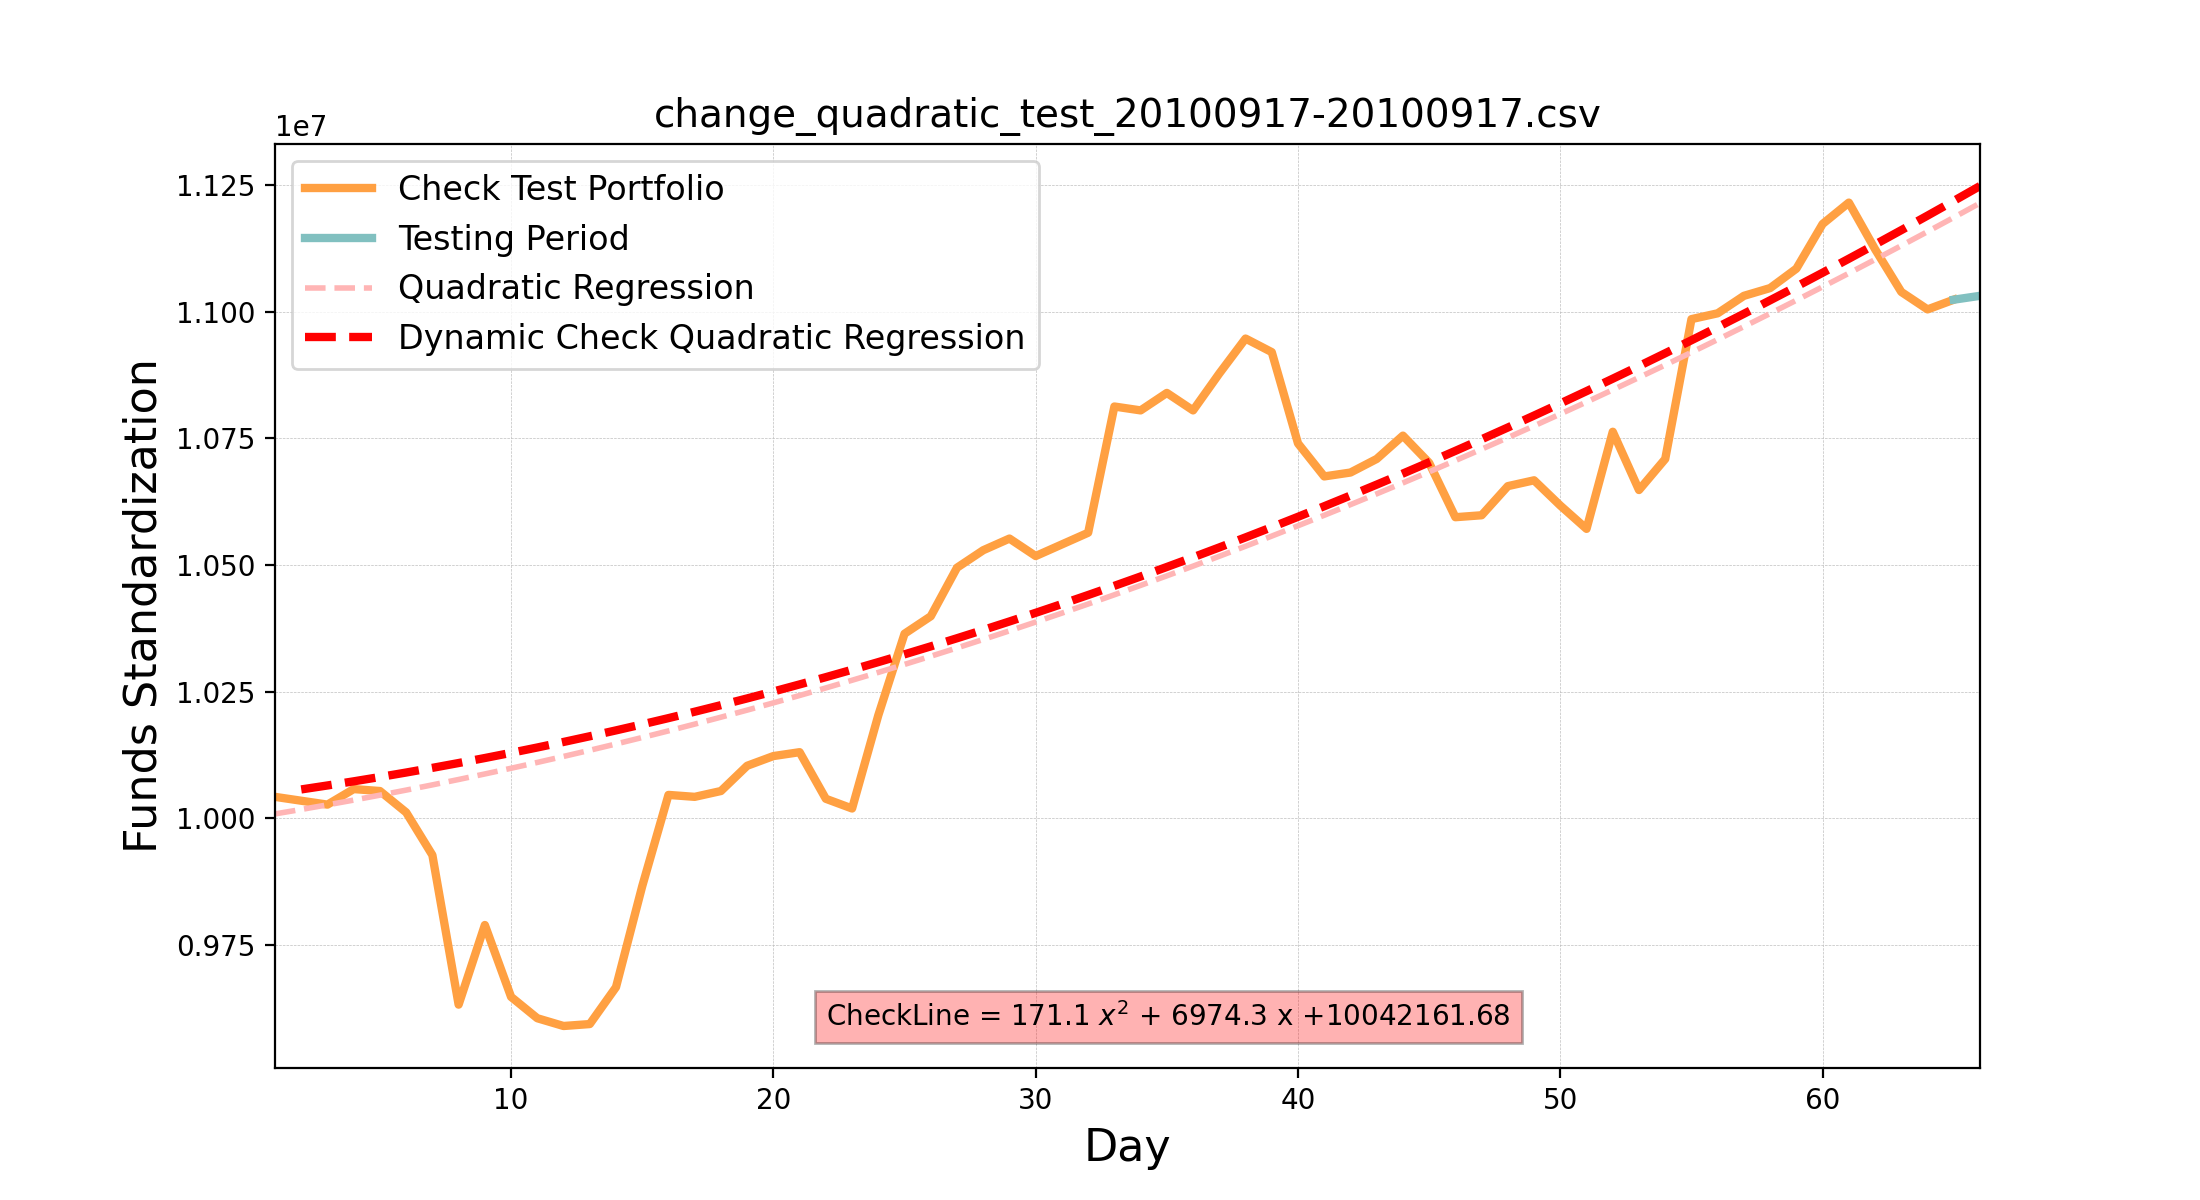 change_quadratic_test_20100917-20100917.csv
1e7
Check Test Portfolio
Testing Period
Quadratic Regression
Dynamic Check Quadratic Regression
1.125
1.100
1.075
1.050
1.025
1.000
0.975
Funds Standardization
CheckLine = 171.1 x² + 6974.3 x +10042161.68
10 20 30 40 50 60
Day